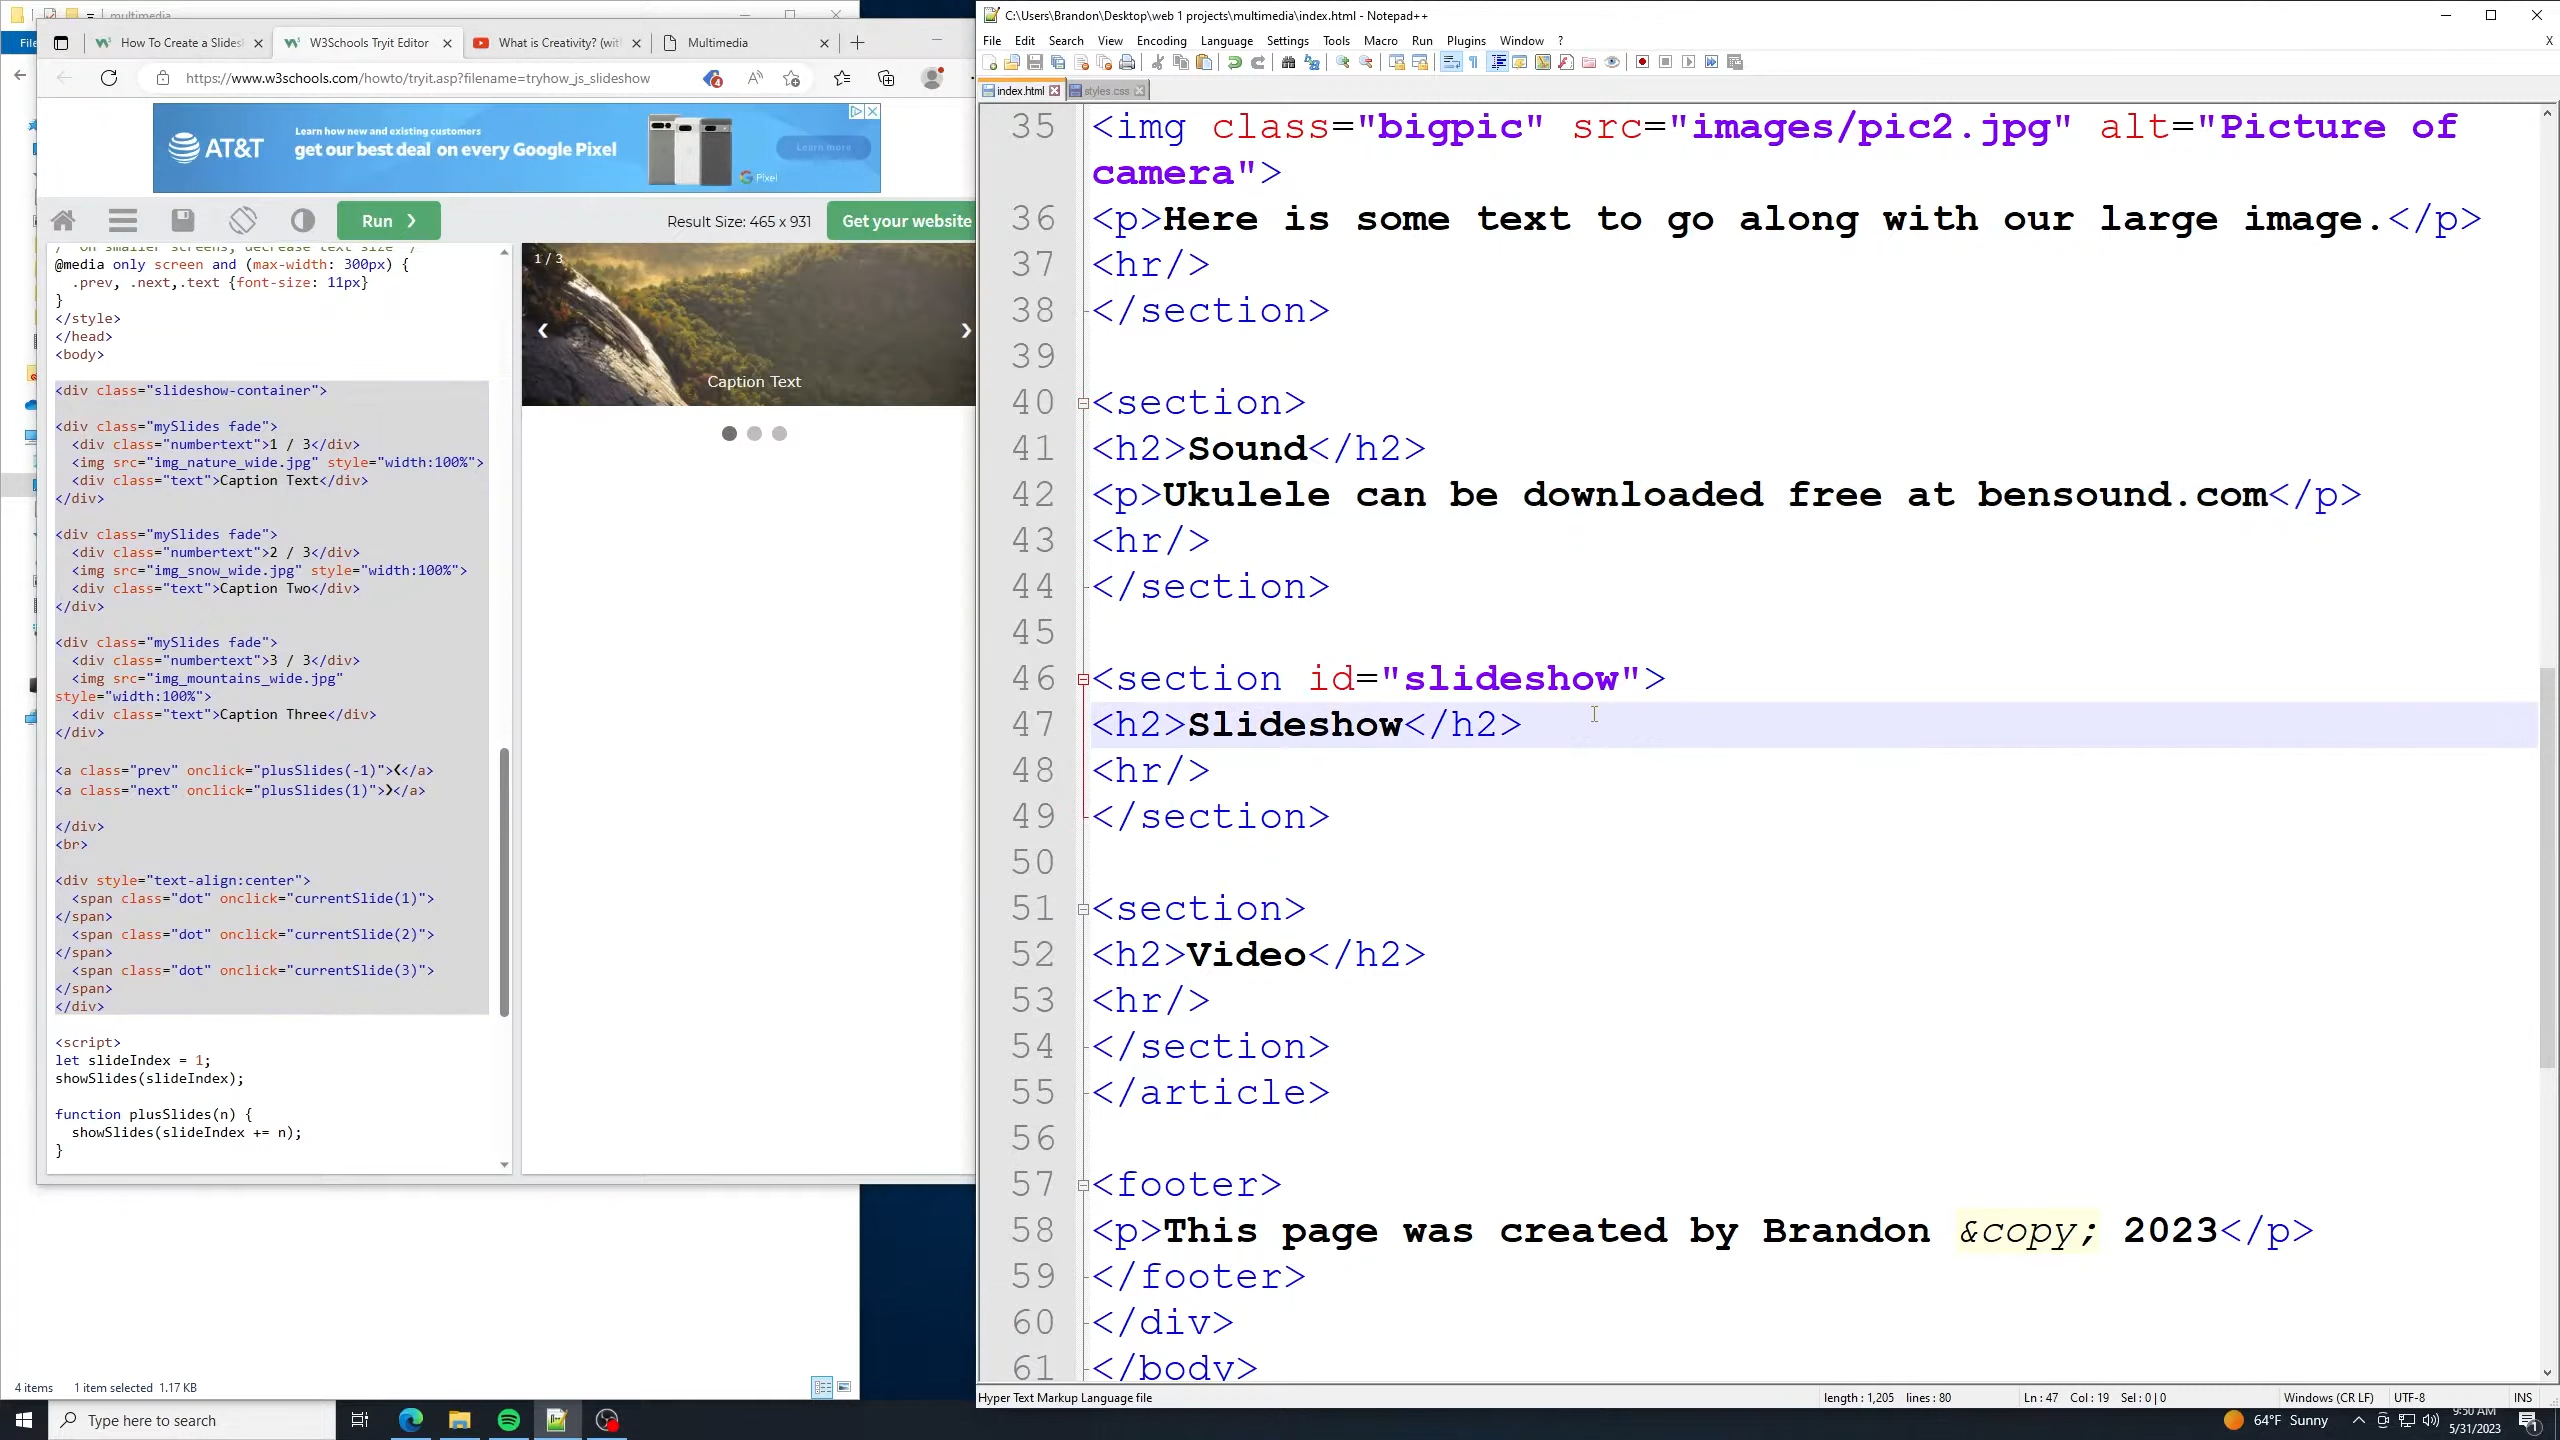 multimedia
File
How To Create a Slides
W3Schools Tryit Editor
What is Creativity? (wit
Multimedia
https://www.w3schools.com/howto/tryit.asp?filename=tryhow_js_slideshow
AT&T
Learn how new and existing customers
get our best deal on every Google Pixel
Learn more
Pixel
Run ❯
Result Size: 465 x 931
Get your website
/* On smaller screens, decrease text size */
@media only screen and (max-width: 300px) {
.prev, .next,.text {font-size: 11px}
}
</style>
</head>
<body>
<div class="slideshow-container">
<div class="mySlides fade">
<div class="numbertext">1 / 3</div>
<img src="img_nature_wide.jpg" style="width:100%">
<div class="text">Caption Text</div>
</div>
<div class="mySlides fade">
<div class="numbertext">2 / 3</div>
<img src="img_snow_wide.jpg" style="width:100%">
<div class="text">Caption Two</div>
</div>
<div class="mySlides fade">
<div class="numbertext">3 / 3</div>
<img src="img_mountains_wide.jpg"
style="width:100%">
<div class="text">Caption Three</div>
</div>
<a class="prev" onclick="plusSlides(-1)">❮</a>
<a class="next" onclick="plusSlides(1)">❯</a>
</div>
<br>
<div style="text-align:center">
<span class="dot" onclick="currentSlide(1)">
</span>
<span class="dot" onclick="currentSlide(2)">
</span>
<span class="dot" onclick="currentSlide(3)">
</span>
</div>
<script>
let slideIndex = 1;
showSlides(slideIndex);
function plusSlides(n) {
showSlides(slideIndex += n);
}
1 / 3
❮ ❯
Caption Text
4 items 1 item selected 1.17 KB
C:\Users\Brandon\Desktop\web 1 projects\multimedia\index.html - Notepad++
File Edit Search View Encoding Language Settings Tools Macro Run Plugins Window ? X
index.html styles.css
35 <img class="bigpic" src="images/pic2.jpg" alt="Picture of
camera">
36 <p>Here is some text to go along with our large image.</p>
37 <hr/>
38 </section>
39
40 <section>
41 <h2>Sound</h2>
42 <p>Ukulele can be downloaded free at bensound.com</p>
43 <hr/>
44 </section>
45
46 <section id="slideshow">
47 <h2>Slideshow</h2>
48 <hr/>
49 </section>
50
51 <section>
52 <h2>Video</h2>
53 <hr/>
54 </section>
55 </article>
56
57 <footer>
58 <p>This page was created by Brandon &copy; 2023</p>
59 </footer>
60 </div>
61 </body>
Hyper Text Markup Language file length : 1,205 lines : 80 Ln : 47 Col : 19 Sel : 0 | 0 Windows (CR LF) UTF-8 INS
Type here to search
64°F Sunny
9:50 AM
5/31/2023
1